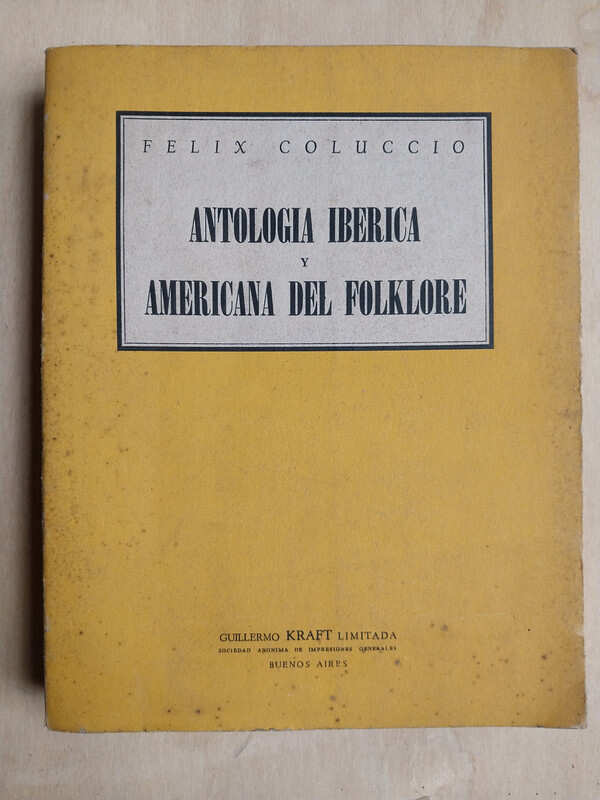 FELIX COLUCCIO
ANTOLOGIA IBERICA
Y
AMERICANA DEL FOLKLORE
GUILLERMO KRAFT LIMITADA
SOCIEDAD ANONIMA DE IMPRESIONES GENERALES
BUENOS AIRES